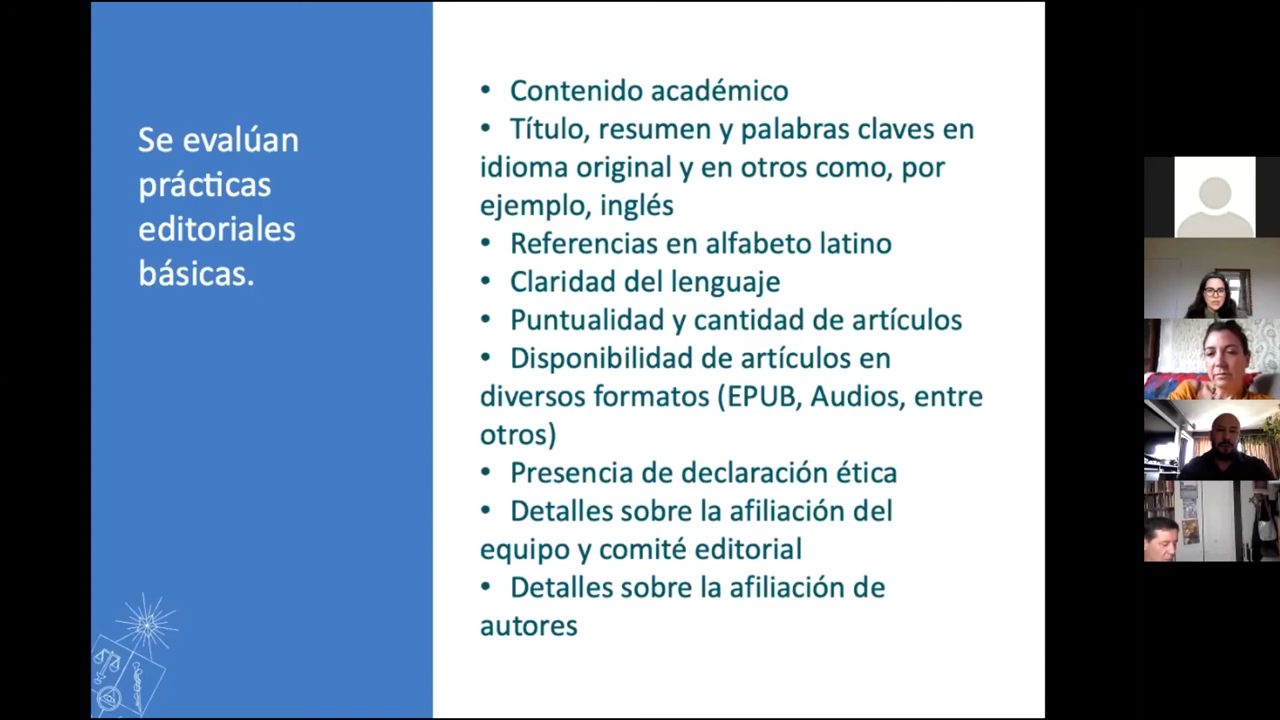 Se evalúan
prácticas
editoriales
básicas.
• Contenido académico
• Título, resumen y palabras claves en
idioma original y en otros como, por
ejemplo, inglés
• Referencias en alfabeto latino
• Claridad del lenguaje
• Puntualidad y cantidad de artículos
• Disponibilidad de artículos en
diversos formatos (EPUB, Audios, entre
otros)
• Presencia de declaración ética
• Detalles sobre la afiliación del
equipo y comité editorial
• Detalles sobre la afiliación de
autores